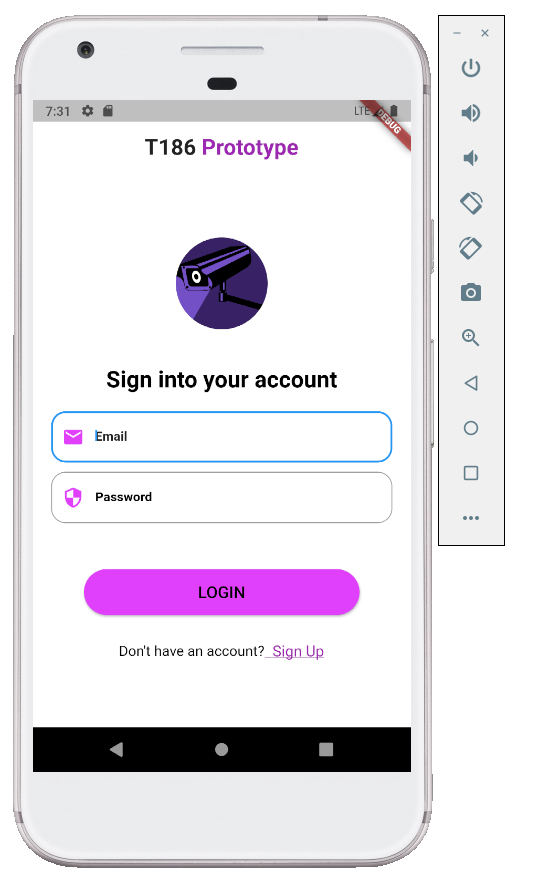 7:31 LTE
DEBUG
T186 Prototype
Sign into your account
Email
Password
LOGIN
Don't have an account? Sign Up